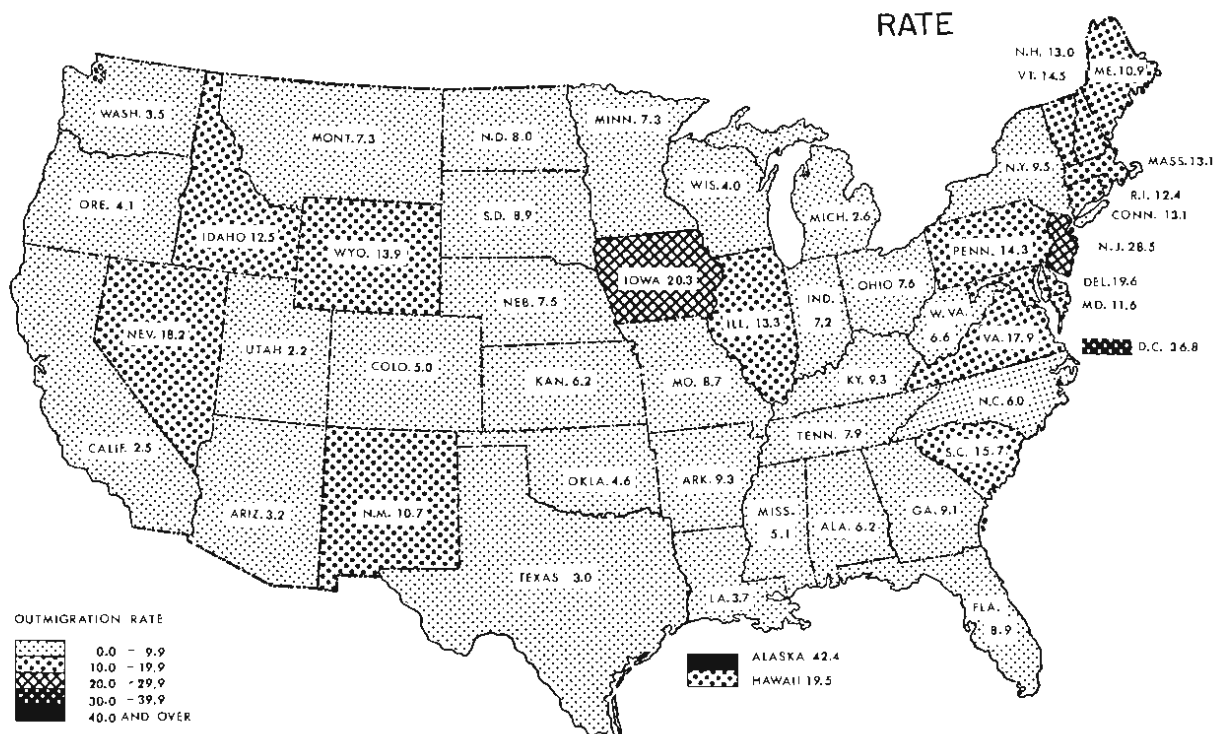 RATE
N.H. 13.0
VT. 14.5
ME. 10.9
WASH. 3.5
MONT. 7.3
N.D. 8.0
MINN. 7.3
ORE. 4.1
IDAHO 12.5
WYO. 13.9
S.D. 8.9
WIS. 4.0
MICH. 2.6
N.Y. 9.5
MASS. 13.1
R.I. 12.4
CONN. 13.1
NEV. 18.2
UTAH 2.2
COLO. 5.0
NEB. 7.5
IOWA 20.3
ILL. 13.3
IND.
7.2
OHIO 7.6
PENN. 14.3
N.J. 28.5
DEL. 19.6
MD. 11.6
D.C. 36.8
W. VA.
6.6
VA. 17.9
KAN. 6.2
MO. 8.7
KY. 9.3
N.C. 6.0
TENN. 7.9
S.C. 15.7
CALIF. 2.5
ARIZ. 3.2
N.M. 10.7
OKLA. 4.6
ARK. 9.3
MISS.
5.1
ALA. 6.2
GA. 9.1
TEXAS 3.0
LA. 3.7
FLA.
8.9
OUTMIGRATION RATE
0.0 - 9.9
10.0 - 19.9
20.0 - 29.9
30.0 - 39.9
40.0 AND OVER
ALASKA 42.4
HAWAII 19.5